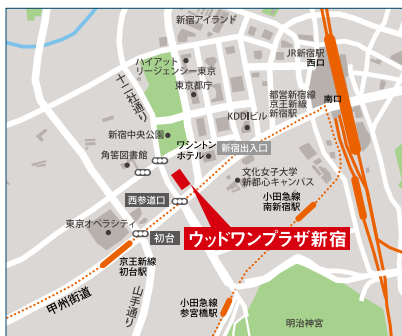 新宿アイランド
JR新宿駅
西口
ハイアット
リージェンシー東京
東京都庁
十二社通り
都営新宿線
京王新線
新宿駅
南口
KDDIビル
新宿中央公園
ワシントン
ホテル
新宿出入口
角筈図書館
文化女子大学
新都心キャンパス
西参道口
小田急線
南新宿駅
東京オペラシティ
初台
ウッドワンプラザ新宿
京王新線
初台駅
甲州街道
山手通り
小田急線
参宮橋駅
明治神宮